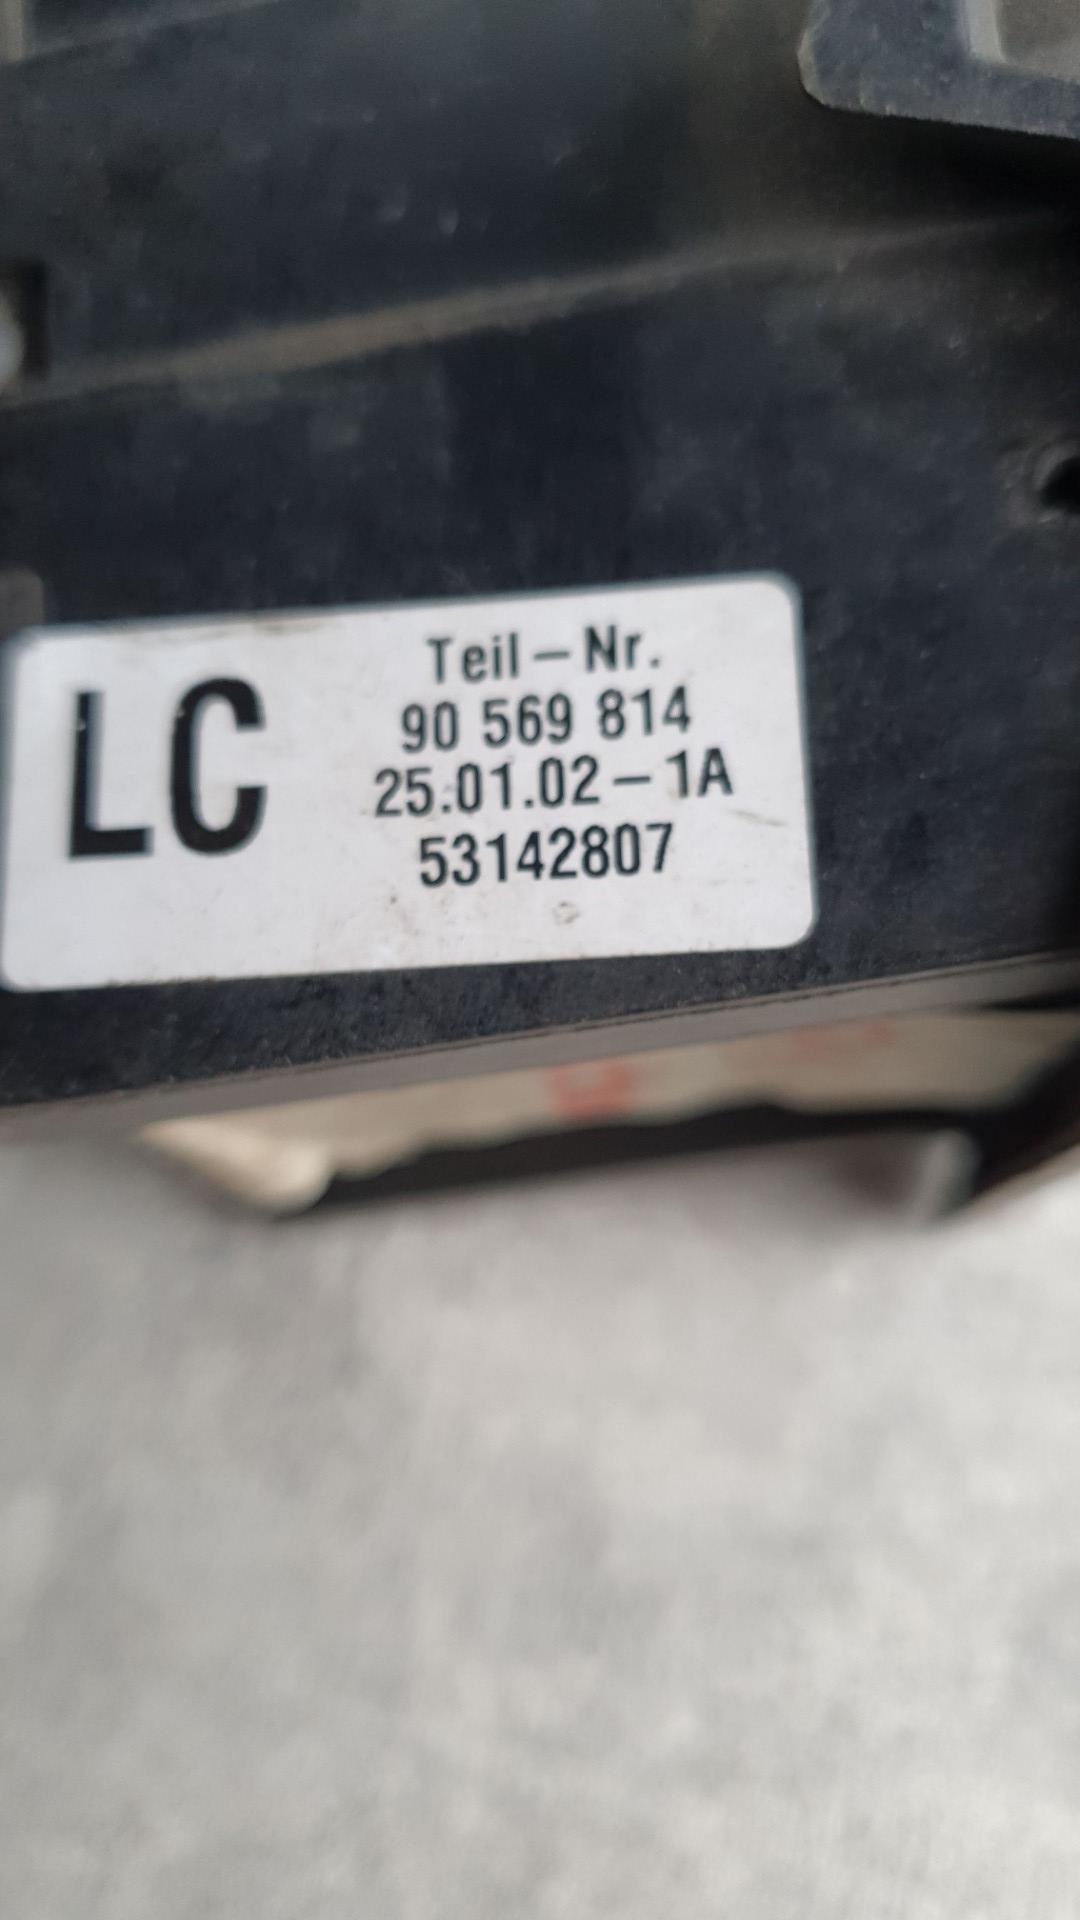 LC
Teil-Nr.
90 569 814
25.01.02-1A
53142807